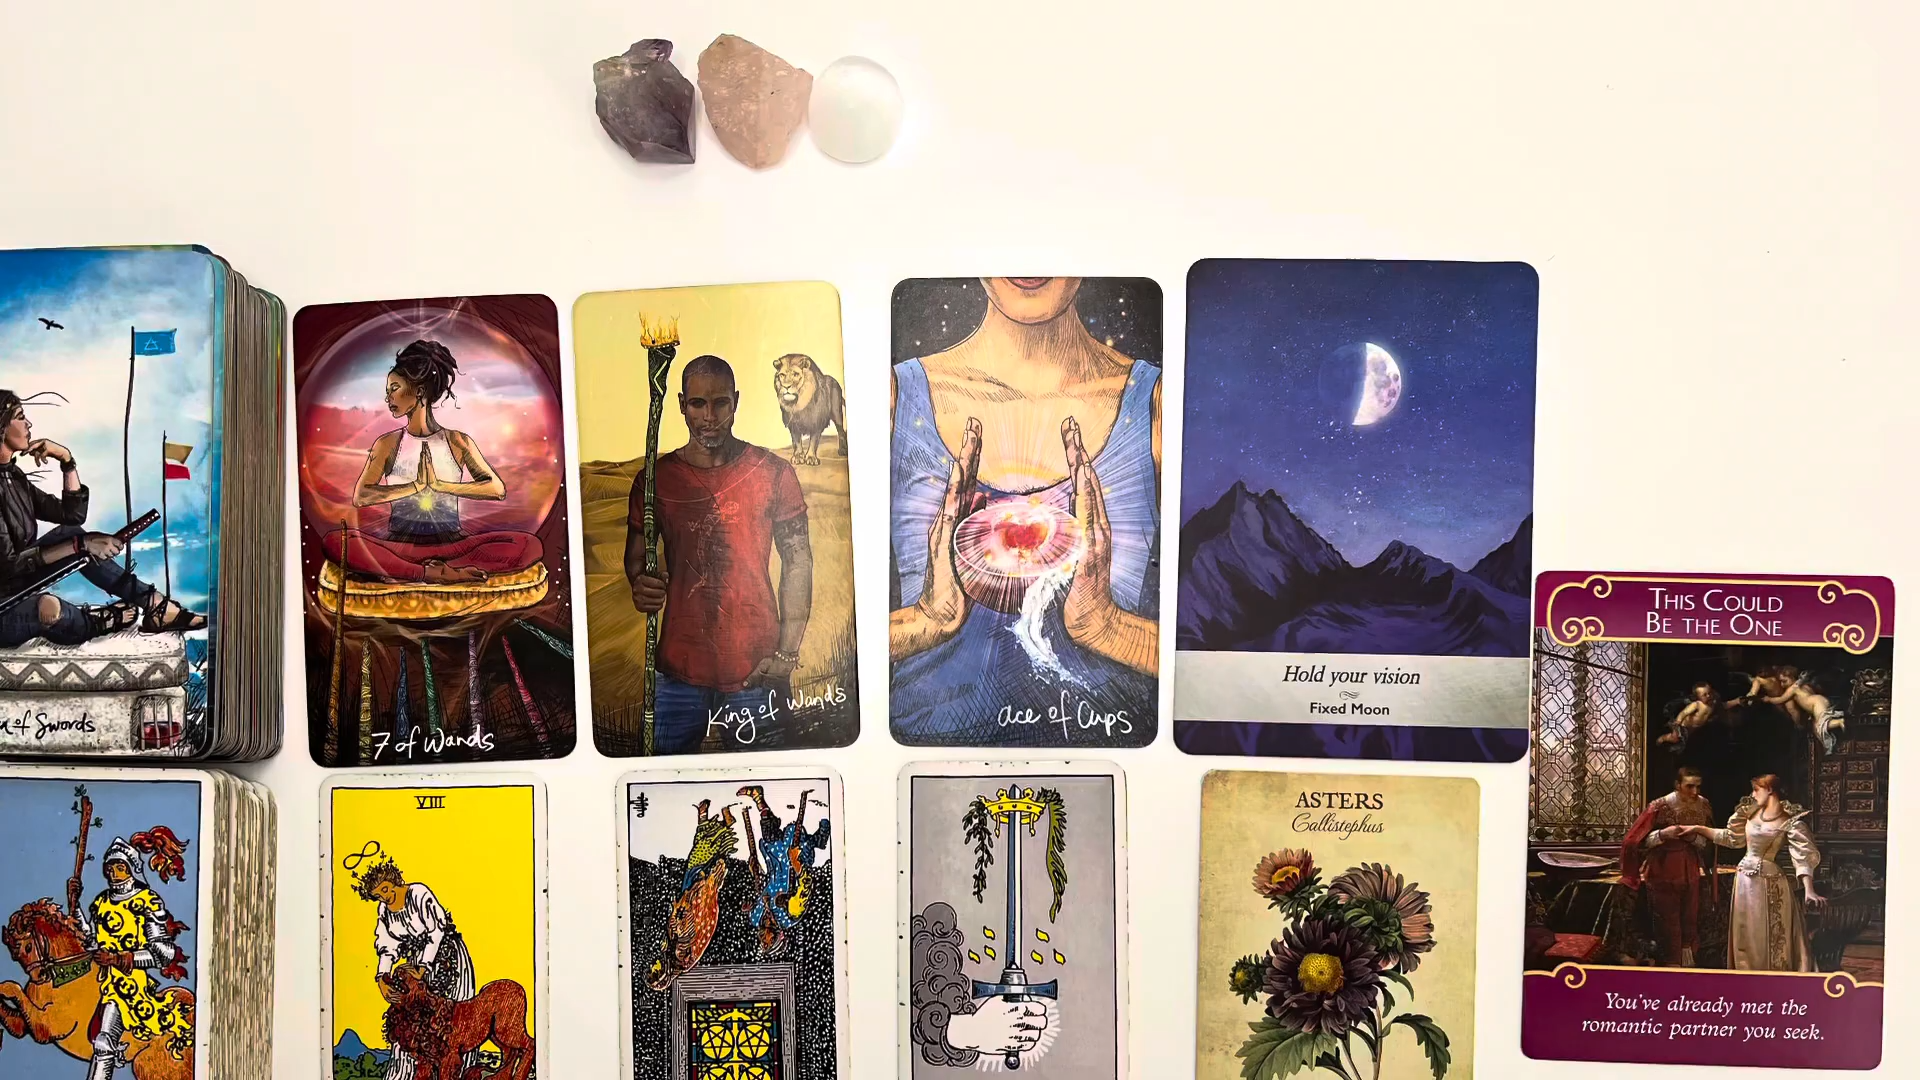 of Swords
7 of Wands
King of Wands
ace of Cups
Hold your vision
Fixed Moon
THIS COULD
BE THE ONE
You've already met the
romantic partner you seek.
VIII
ASTERS
Callistephus